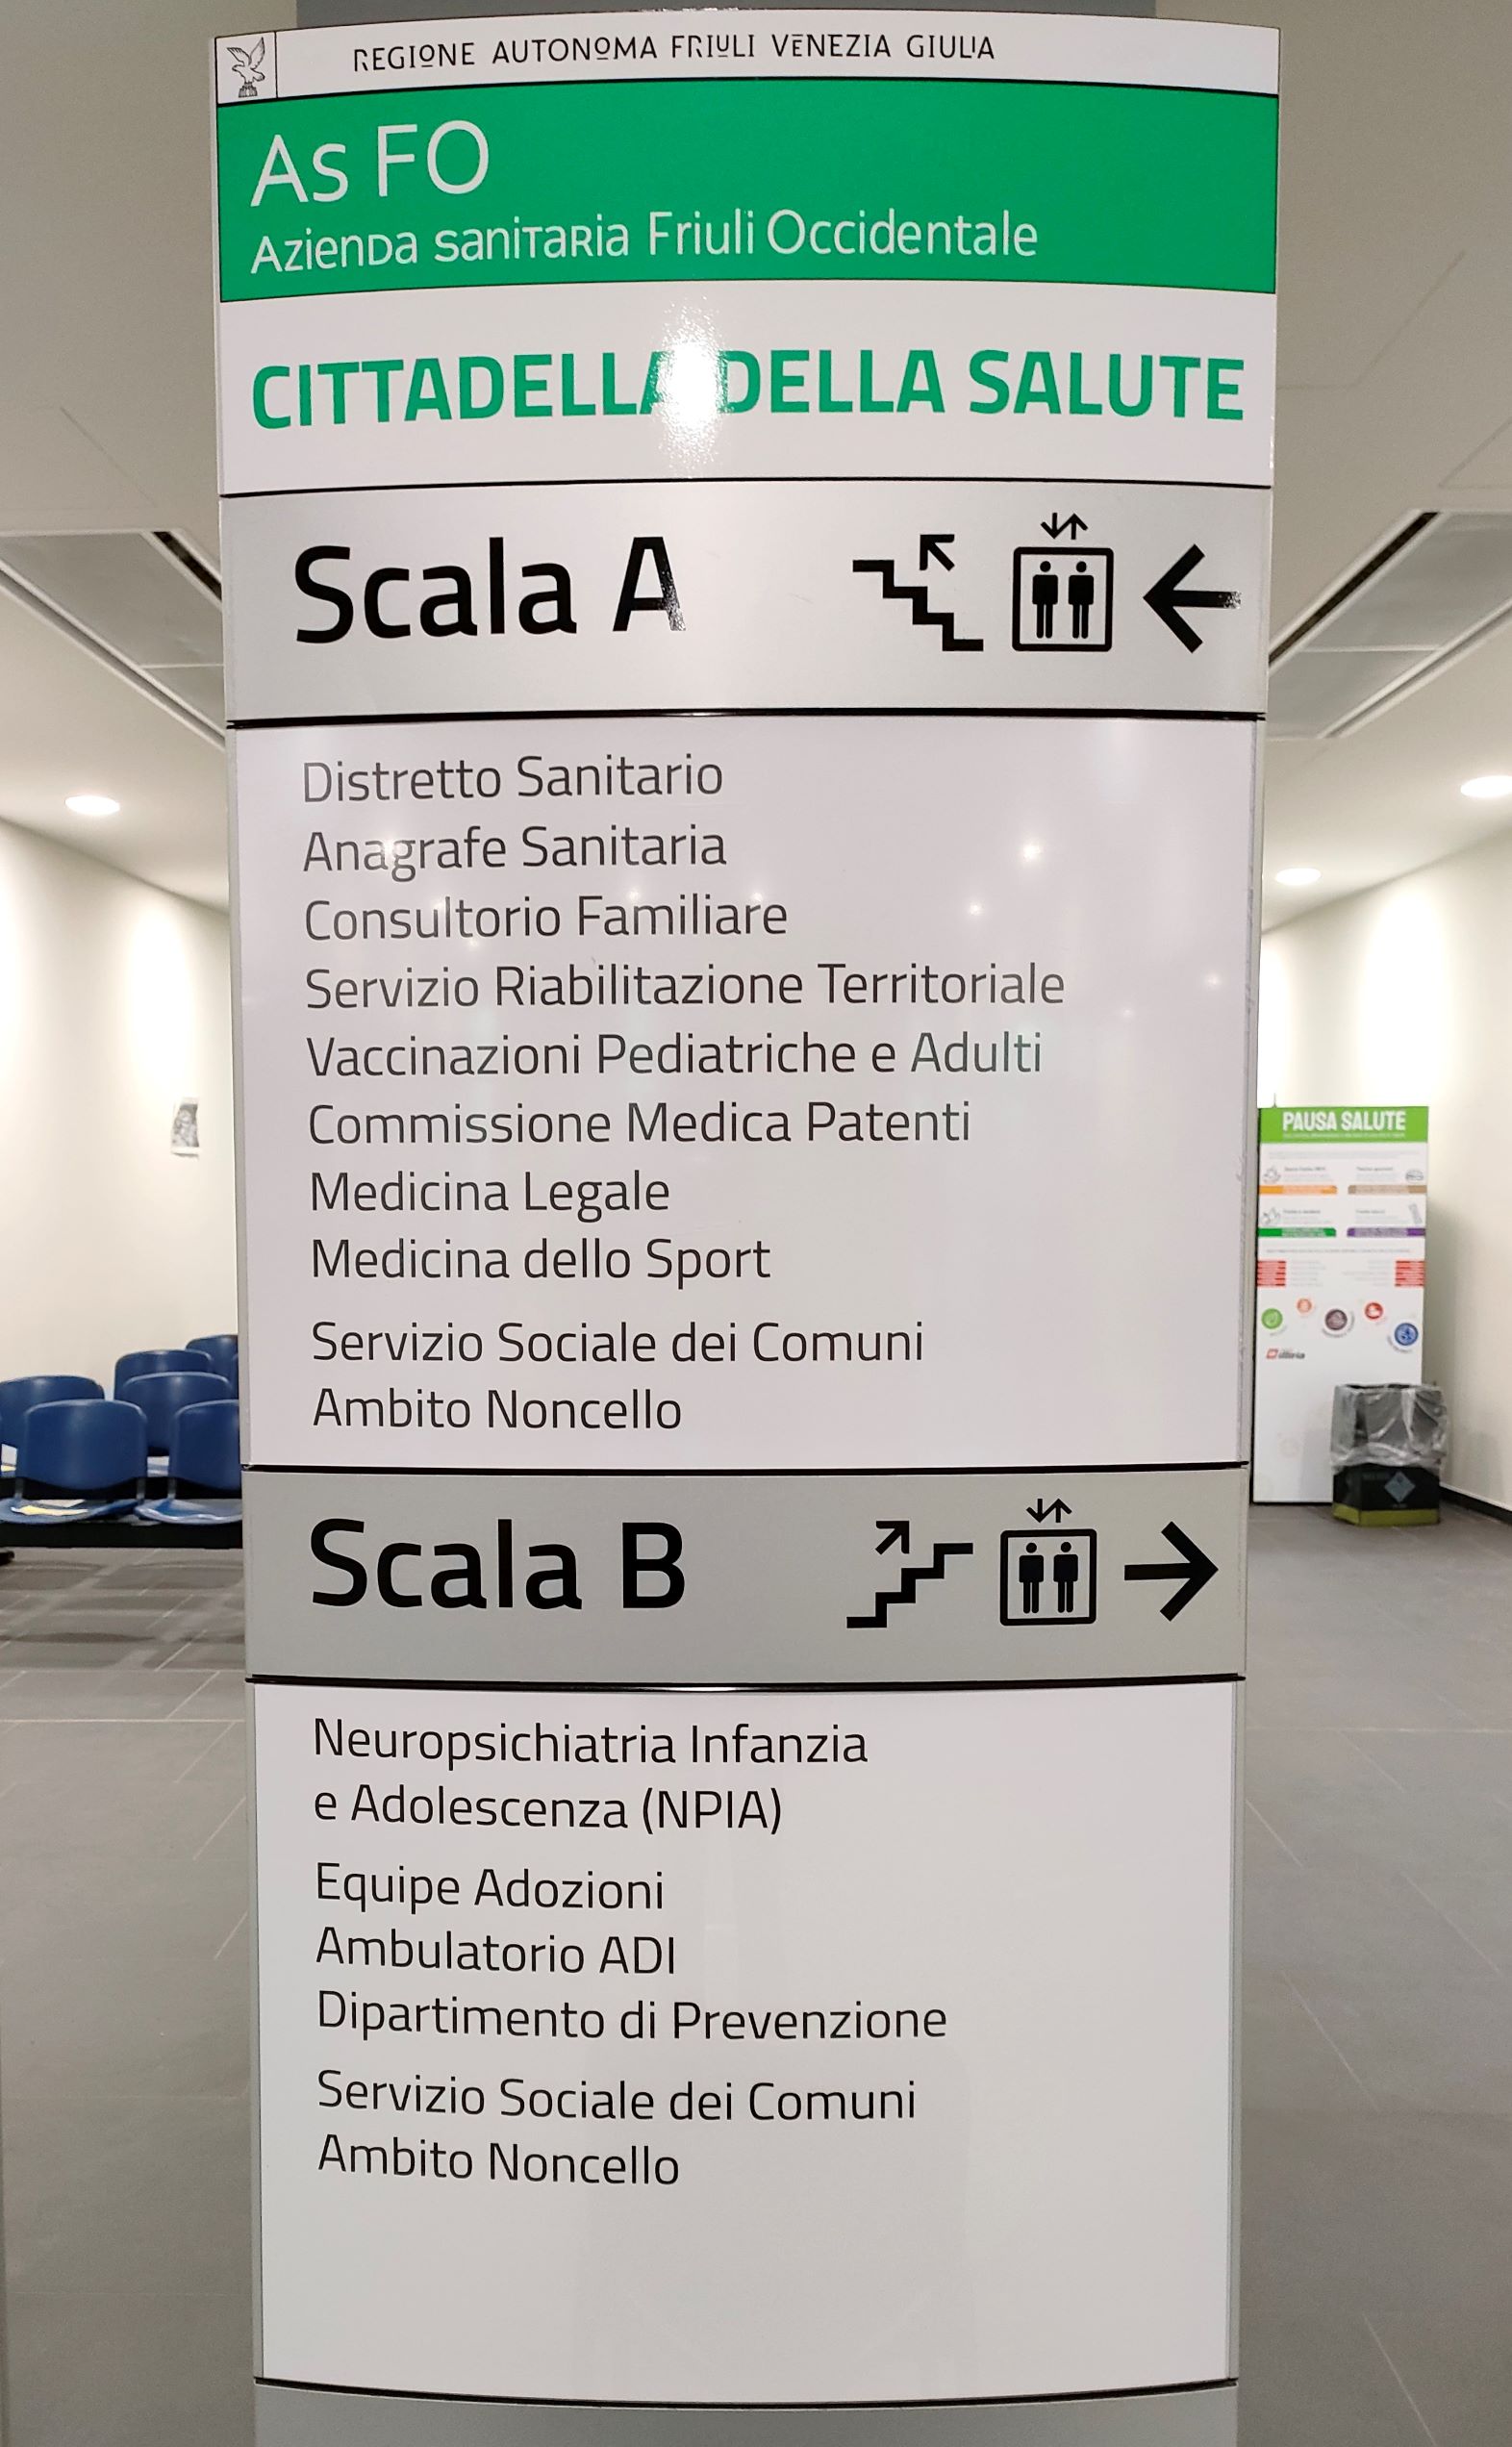 REGIONE AUTONOMA FRIULI VENEZIA GIULIA
As FO
Azienda sanitaria Friuli Occidentale
CITTADELLA DELLA SALUTE
Scala A
Distretto Sanitario
Anagrafe Sanitaria
Consultorio Familiare
Servizio Riabilitazione Territoriale
Vaccinazioni Pediatriche e Adulti
Commissione Medica Patenti
Medicina Legale
Medicina dello Sport
Servizio Sociale dei Comuni
Ambito Noncello
Scala B
Neuropsichiatria Infanzia
e Adolescenza (NPIA)
Equipe Adozioni
Ambulatorio ADI
Dipartimento di Prevenzione
Servizio Sociale dei Comuni
Ambito Noncello
PAUSA SALUTE